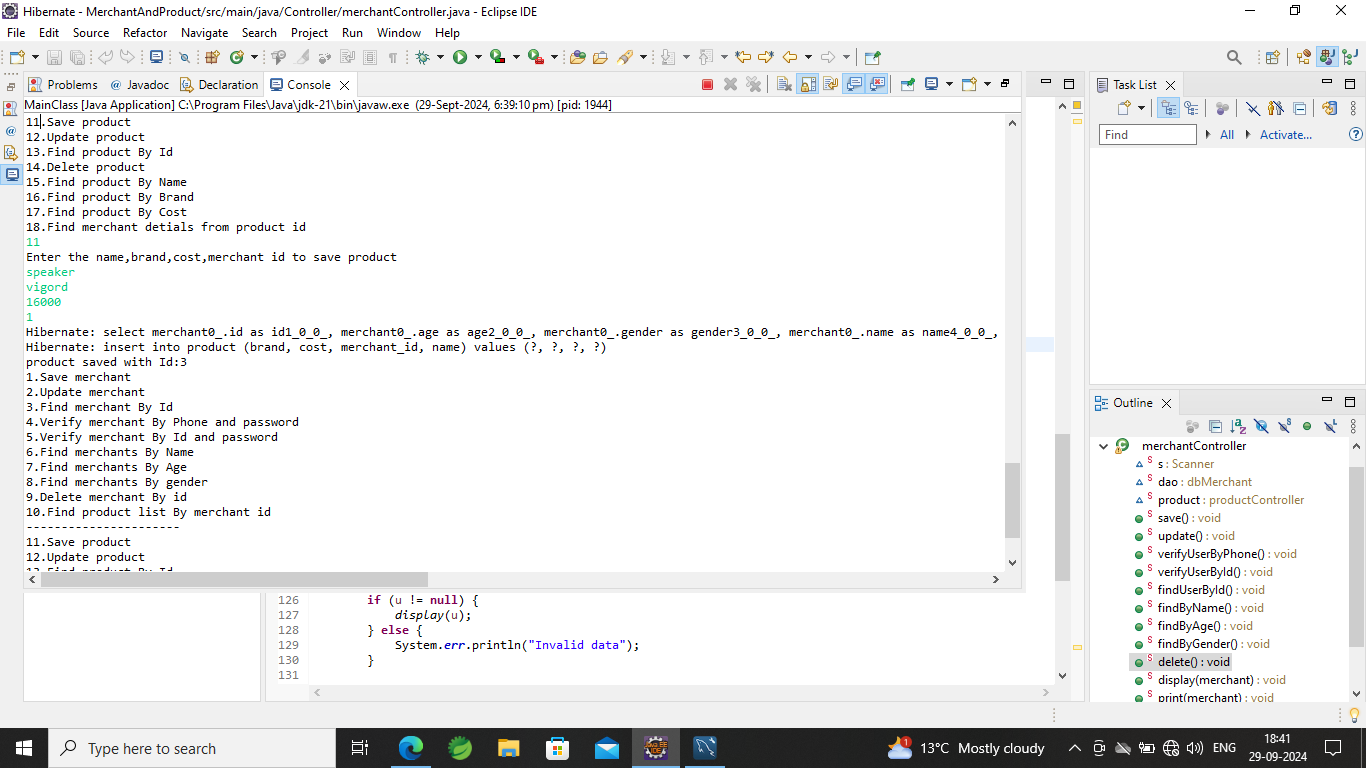 Hibernate - MerchantAndProduct/src/main/java/Controller/merchantController.java - Eclipse IDE
File Edit Source Refactor Navigate Search Project Run Window Help
Problems @ Javadoc Declaration Console
MainClass [Java Application] C:\Program Files\Java\jdk-21\bin\javaw.exe (29-Sept-2024, 6:39:10 pm) [pid: 1944]
11.Save product
12.Update product
13.Find product By Id
14.Delete product
15.Find product By Name
16.Find product By Brand
17.Find product By Cost
18.Find merchant detials from product id
11
Enter the name,brand,cost,merchant id to save product
speaker
vigord
16000
1
Hibernate: select merchant0_.id as id1_0_0_, merchant0_.age as age2_0_0_, merchant0_.gender as gender3_0_0_, merchant0_.name as name4_0_0_,
Hibernate: insert into product (brand, cost, merchant_id, name) values (?, ?, ?, ?)
product saved with Id:3
1.Save merchant
2.Update merchant
3.Find merchant By Id
4.Verify merchant By Phone and password
5.Verify merchant By Id and password
6.Find merchants By Name
7.Find merchants By Age
8.Find merchants By gender
9.Delete merchant By id
10.Find product list By merchant id
----------------------
11.Save product
12.Update product
13.Find product By Id
126 if (u != null) {
127 display(u);
128 } else {
129 System.err.println("Invalid data");
130 }
131
Task List
Find All Activate...
Outline
merchantController
s : Scanner
dao : dbMerchant
product : productController
save() : void
update() : void
verifyUserByPhone() : void
verifyUserById() : void
findUserById() : void
findByName() : void
findByAge() : void
findByGender() : void
delete() : void
display(merchant) : void
print(merchant) : void
Type here to search
1
13°C Mostly cloudy
ENG
18:41
29-09-2024